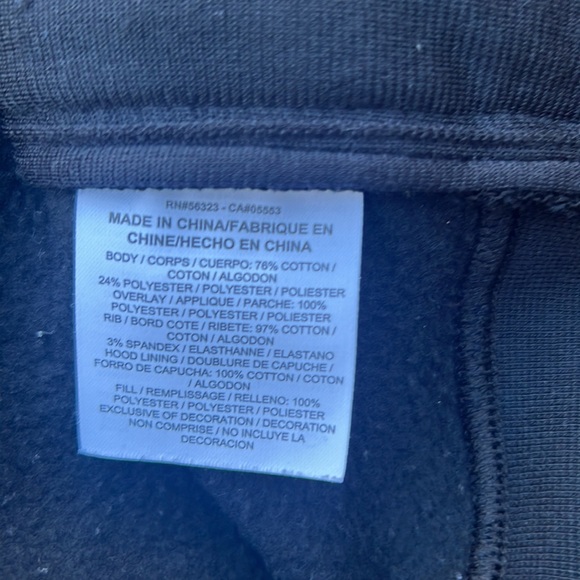 RN#56323 - CA#05553
MADE IN CHINA/FABRIQUE EN
CHINE/HECHO EN CHINA
BODY / CORPS / CUERPO: 76% COTTON /
COTON / ALGODON
24% POLYESTER / POLYESTER / POLIESTER
OVERLAY / APPLIQUE / PARCHE: 100%
POLYESTER / POLYESTER / POLIESTER
RIB / BORD COTE / RIBETE: 97% COTTON /
COTON / ALGODON
3% SPANDEX / ELASTHANNE / ELASTANO
HOOD LINING / DOUBLURE DE CAPUCHE /
FORRO DE CAPUCHA: 100% COTTON / COTON
/ ALGODON
FILL / REMPLISSAGE / RELLENO: 100%
POLYESTER / POLYESTER / POLIESTER
EXCLUSIVE OF DECORATION / DECORATION
NON COMPRISE / NO INCLUYE LA
DECORACION